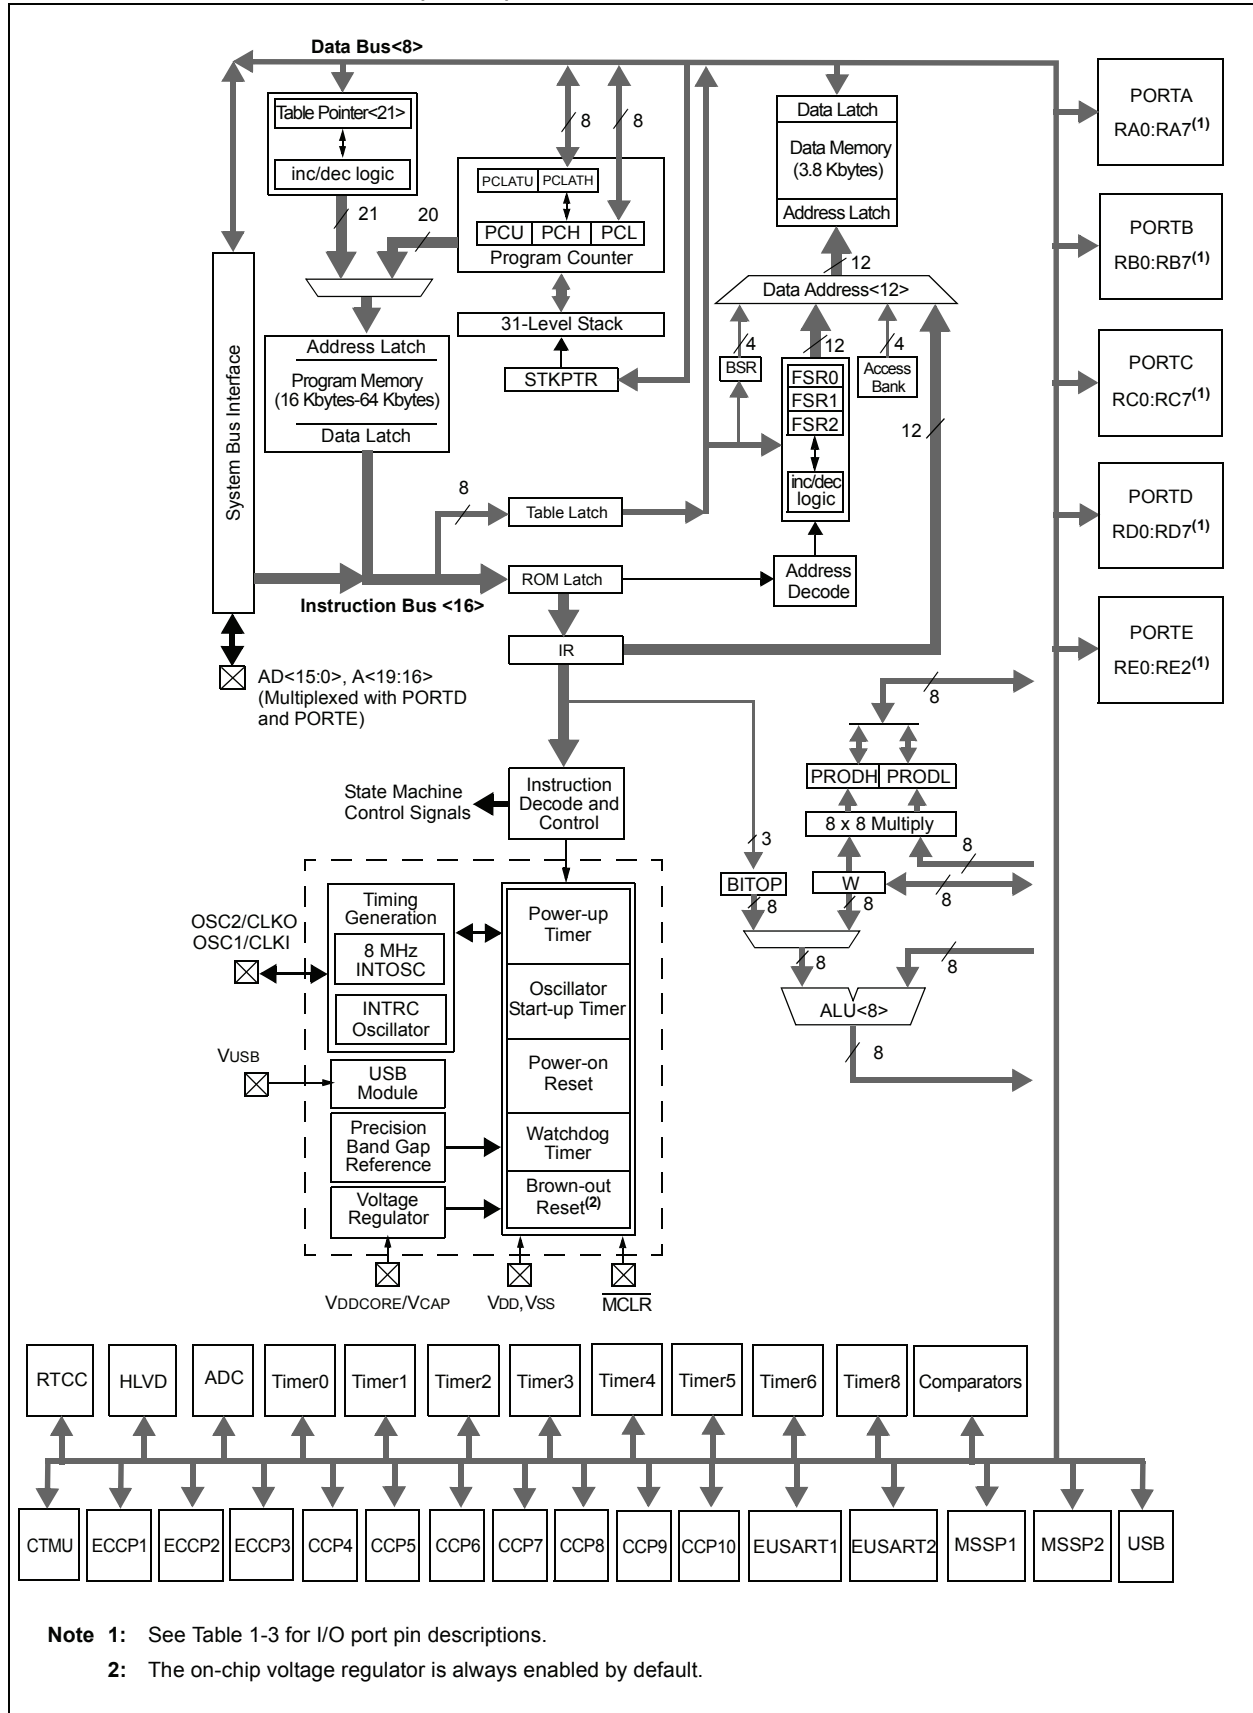 Data Bus<8>
Table Pointer<21>
inc/dec logic
21
20
8
8
PCLATU
PCLATH
PCU
PCH
PCL
Program Counter
31-Level Stack
STKPTR
Data Latch
Data Memory
(3.8 Kbytes)
Address Latch
12
Data Address<12>
4
12
4
BSR
FSR0
FSR1
FSR2
inc/dec
logic
Access
Bank
12
Address
Decode
PORTA
RA0:RA7(1)
PORTB
RB0:RB7(1)
PORTC
RC0:RC7(1)
PORTD
RD0:RD7(1)
PORTE
RE0:RE2(1)
System Bus Interface
Address Latch
Program Memory
(16 Kbytes-64 Kbytes)
Data Latch
8
Table Latch
ROM Latch
Instruction Bus <16>
IR
AD<15:0>, A<19:16>
(Multiplexed with PORTD
and PORTE)
State Machine
Control Signals
Instruction
Decode and
Control
8
PRODH
PRODL
8 x 8 Multiply
3
8
BITOP
W
8
8
8
8
8
ALU<8>
8
OSC2/CLKO
OSC1/CLKI
Timing
Generation
8 MHz
INTOSC
INTRC
Oscillator
VUSB
USB
Module
Precision
Band Gap
Reference
Voltage
Regulator
Power-up
Timer
Oscillator
Start-up Timer
Power-on
Reset
Watchdog
Timer
Brown-out
Reset(2)
VDDCORE/VCAP
VDD, VSS
MCLR
RTCC
HLVD
ADC
Timer0
Timer1
Timer2
Timer3
Timer4
Timer5
Timer6
Timer8
Comparators
CTMU
ECCP1
ECCP2
ECCP3
CCP4
CCP5
CCP6
CCP7
CCP8
CCP9
CCP10
EUSART1
EUSART2
MSSP1
MSSP2
USB
Note 1: See Table 1-3 for I/O port pin descriptions.
2: The on-chip voltage regulator is always enabled by default.